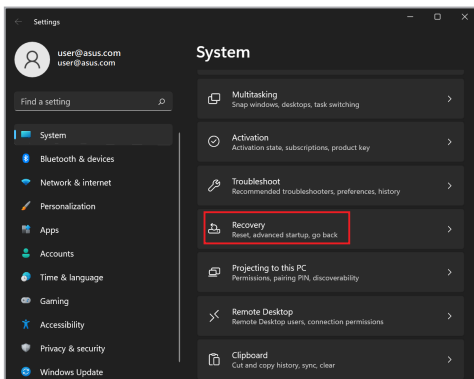 Settings
user@asus.com
user@asus.com
Find a setting
System
Bluetooth & devices
Network & internet
Personalization
Apps
Accounts
Time & language
Gaming
Accessibility
Privacy & security
Windows Update
System
Multitasking
Snap windows, desktops, task switching
Activation
Activation state, subscriptions, product key
Troubleshoot
Recommended troubleshooters, preferences, history
Recovery
Reset, advanced startup, go back
Projecting to this PC
Permissions, pairing PIN, discoverability
Remote Desktop
Remote Desktop users, connection permissions
Clipboard
Cut and copy history, sync, clear